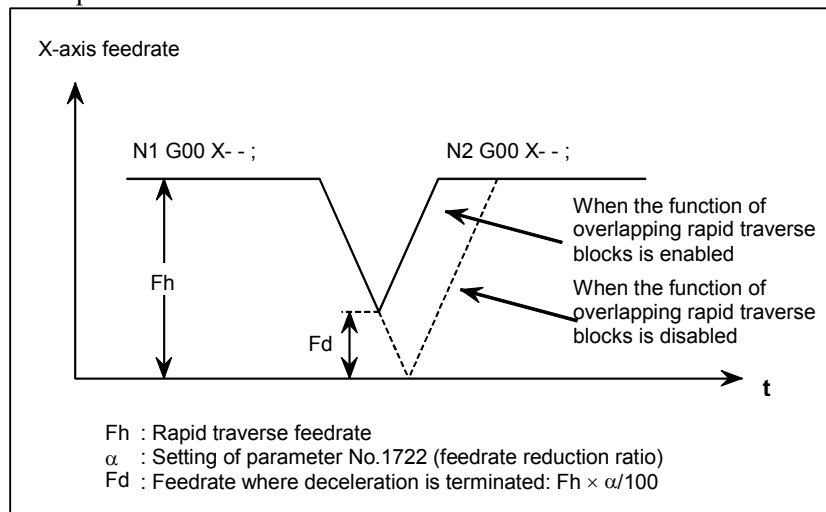 X-axis feedrate
N1 G00 X- - ;
N2 G00 X- - ;
When the function of
overlapping rapid traverse
blocks is enabled
When the function of
overlapping rapid traverse
blocks is disabled
Fh
Fd
t
Fh : Rapid traverse feedrate
α : Setting of parameter No.1722 (feedrate reduction ratio)
Fd : Feedrate where deceleration is terminated: Fh × α/100